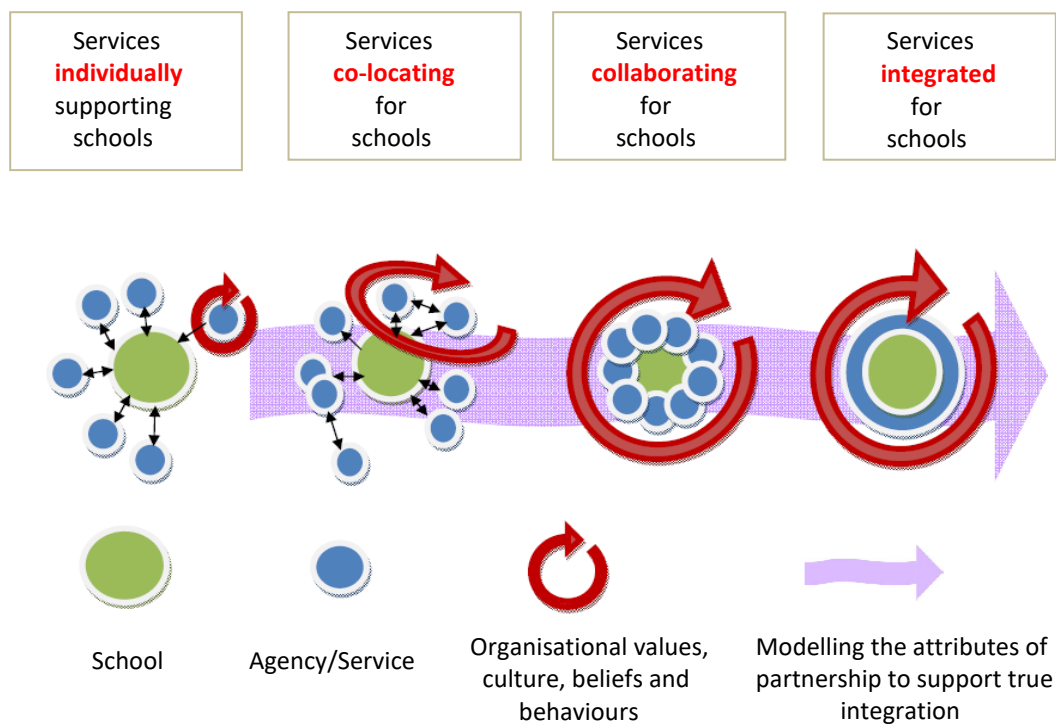 Services
individually
supporting
schools
Services
co-locating
for
schools
Services
collaborating
for
schools
Services
integrated
for
schools
School
Agency/Service
Organisational values,
culture, beliefs and
behaviours
Modelling the attributes of
partnership to support true
integration